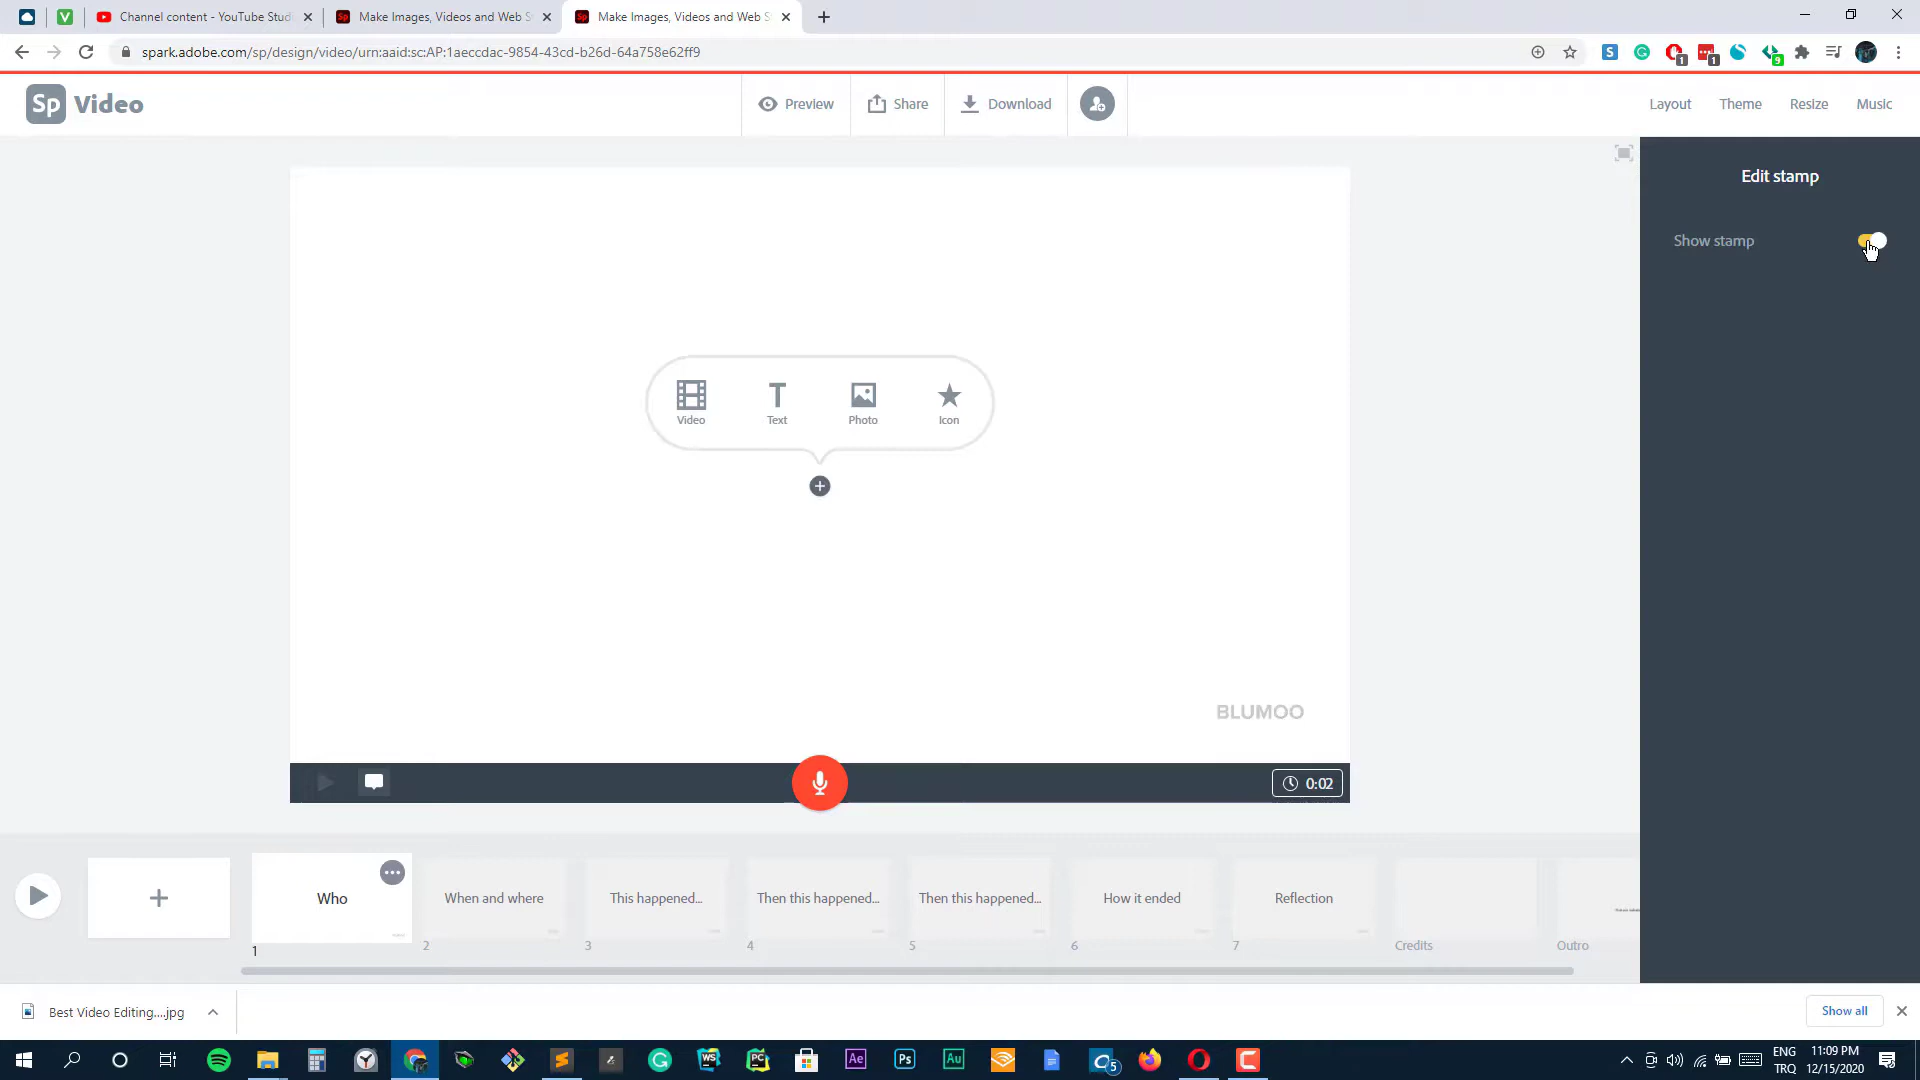 Channel content - YouTube Stud
Make Images, Videos and Web S
Make Images, Videos and Web S
spark.adobe.com/sp/design/video/urn:aaid:sc:AP:1aeccdac-9854-43cd-b26d-64a758e62ff9
Sp Video
Preview
Share
Download
Layout
Theme
Resize
Music
Edit stamp
Show stamp
Video
Text
Photo
Icon
BLUMOO
0:02
Who
When and where
This happened...
Then this happened...
Then this happened...
How it ended
Reflection
1
2
3
4
5
6
7
Credits
Outro
Best Video Editing....jpg
Show all
ENG
TRQ
11:09 PM
12/15/2020